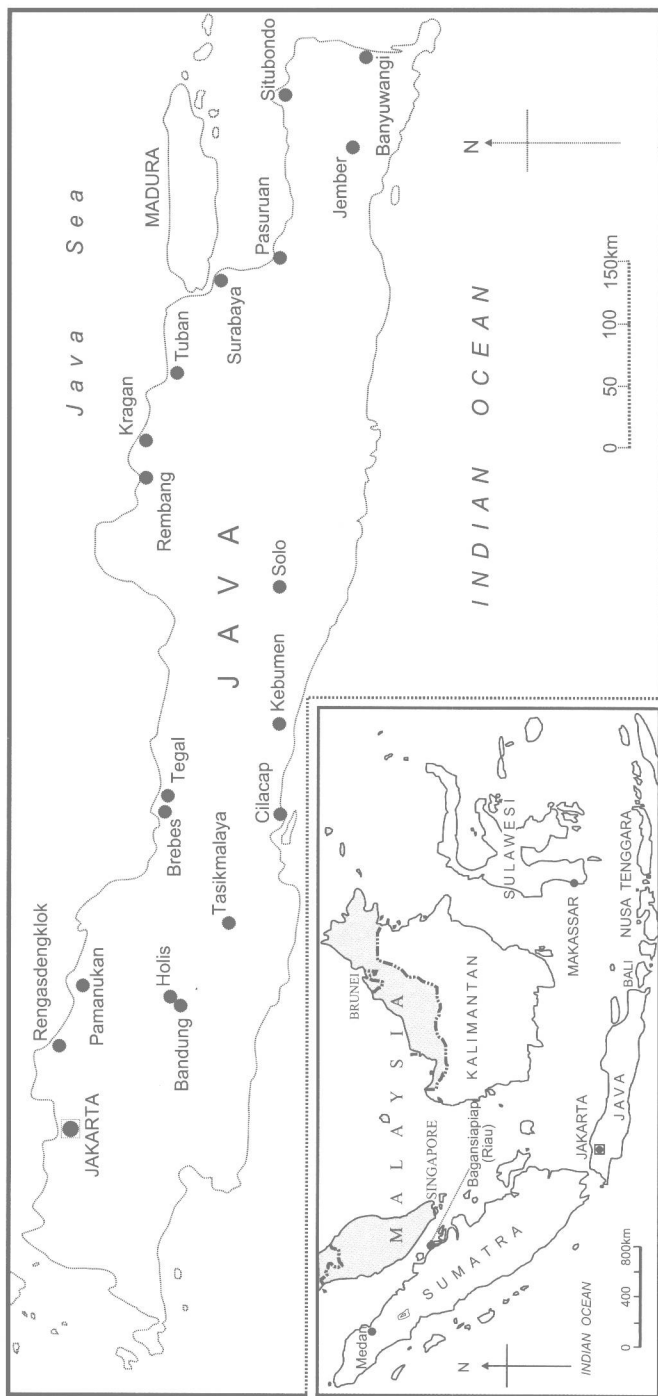 Java Sea
MADURA
JAKARTA
Rengasdengklok
Pamanukan
Holis
Bandung
Tasikmalaya
Brebes
Tegal
Cilacap
Kebumen
Solo
JAVA
Rembang
Kragan
Tuban
Surabaya
Pasuruan
Situbondo
Jember
Banyuwangi
INDIAN OCEAN
N
0 50 100 150km
MALAYSIA
BRUNEI
SINGAPORE
Bagansiapiapi
(Riau)
Medan
SUMATRA
KALIMANTAN
SULAWESI
MAKASSAR
JAKARTA
JAVA
BALI
NUSA TENGGARA
N
INDIAN OCEAN
0 400 800km